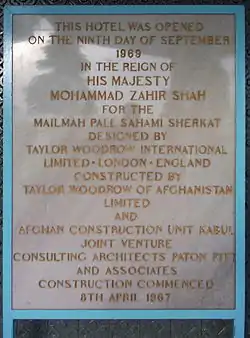 THIS HOTEL WAS OPENED
ON THE NINTH DAY OF SEPTEMBER
1969
IN THE REIGN OF
HIS MAJESTY
MOHAMMAD ZAHIR SHAH
FOR THE
MAILMAH PALL SAHAMI SHERKAT
DESIGNED BY
TAYLOR WOODROW INTERNATIONAL
LIMITED · LONDON · ENGLAND
CONSTRUCTED BY
TAYLOR WOODROW OF AFGHANISTAN
LIMITED
AND
AFGHAN CONSTRUCTION UNIT KABUL
JOINT VENTURE
CONSULTING ARCHITECTS PATON PITT
AND ASSOCIATES
CONSTRUCTION COMMENCED
8TH APRIL 1967